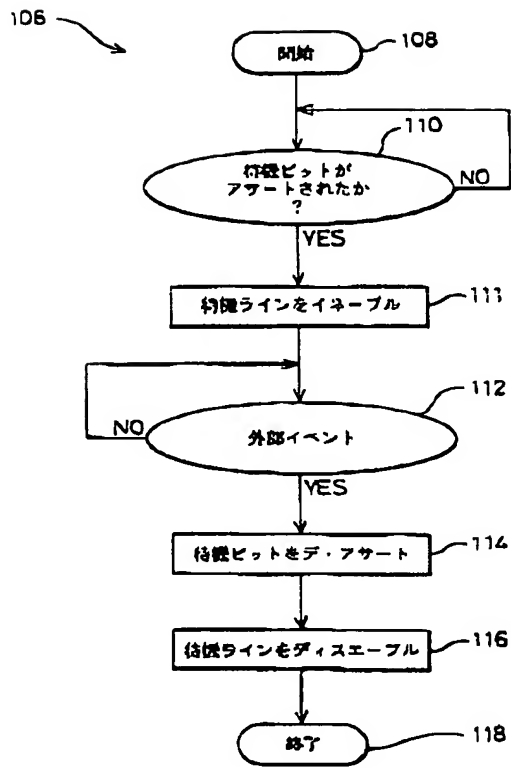 106
開始
108
110
待機ビットが
アサートされたか
?
NO
YES
待機ラインをイネーブル
111
112
NO
外部イベント
YES
待機ビットをデ・アサート
114
待機ラインをディスエーブル
116
終了
118